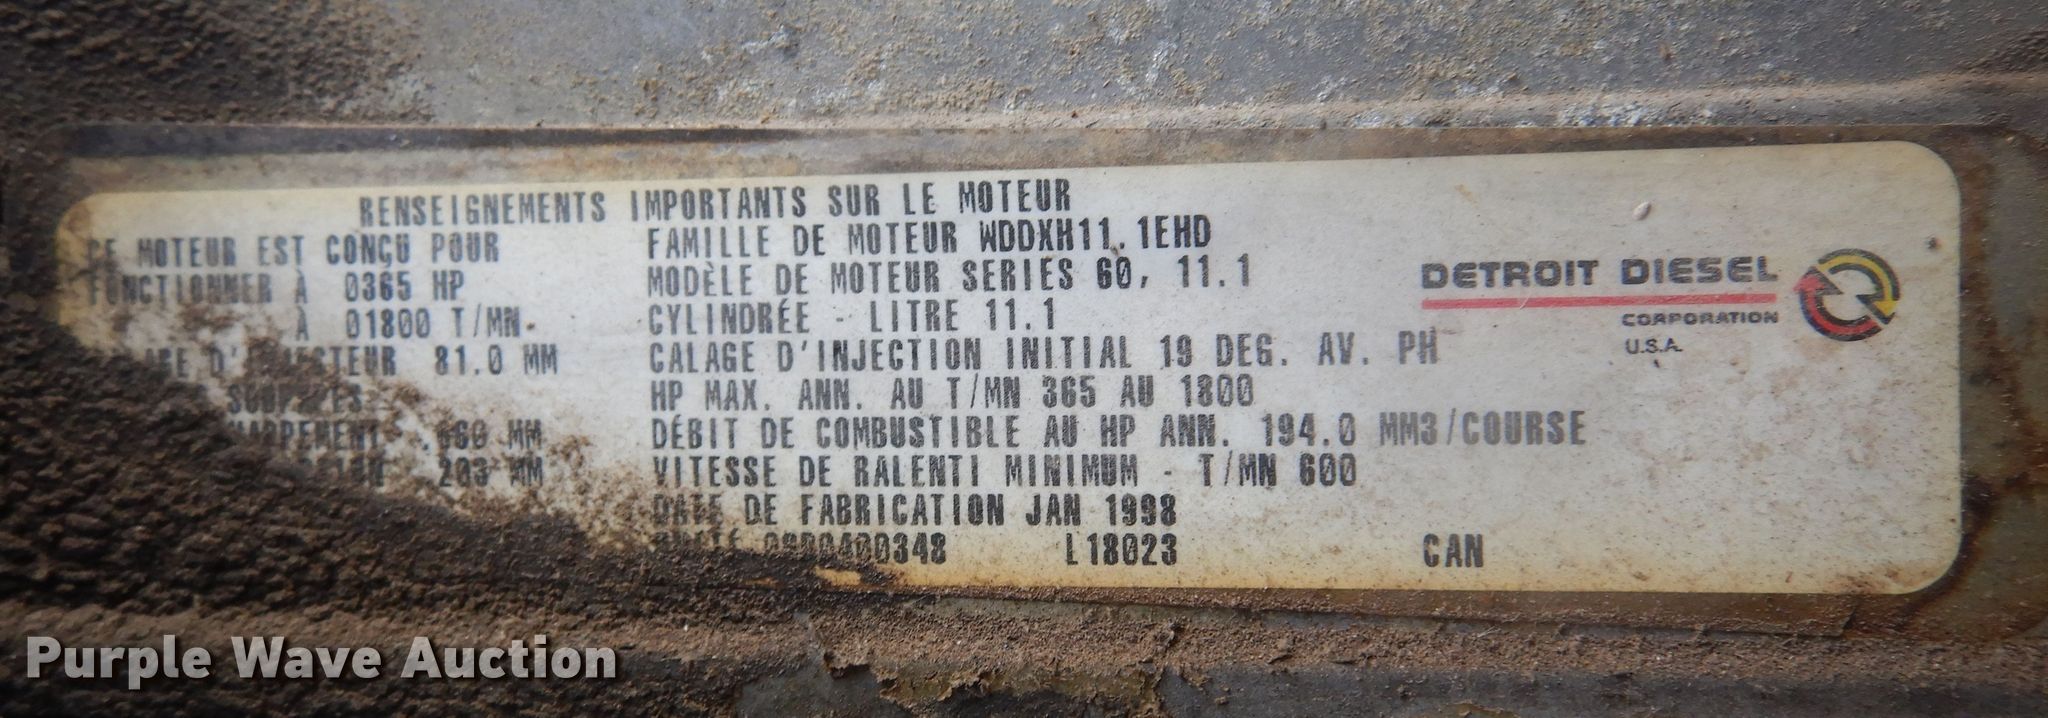 RENSEIGNEMENTS IMPORTANTS SUR LE MOTEUR
CE MOTEUR EST CONÇU POUR
FONCTIONNER À 0365 HP
À 01800 T/MN.
D'INJECTEUR 81.0 MM
SOUPAPES
.660 MM
.203 MM
FAMILLE DE MOTEUR WDDXH11.1EHD
MODÈLE DE MOTEUR SERIES 60, 11.1
CYLINDRÉE - LITRE 11.1
CALAGE D'INJECTION INITIAL 19 DEG. AV. PH
HP MAX. ANN. AU T/MN 365 AU 1800
DÉBIT DE COMBUSTIBLE AU HP ANN. 194.0 MM3/COURSE
VITESSE DE RALENTI MINIMUM - T/MN 600
DATE DE FABRICATION JAN 1998
UNITÉ L18023 CAN
DETROIT DIESEL
CORPORATION
U.S.A.
Purple Wave Auction